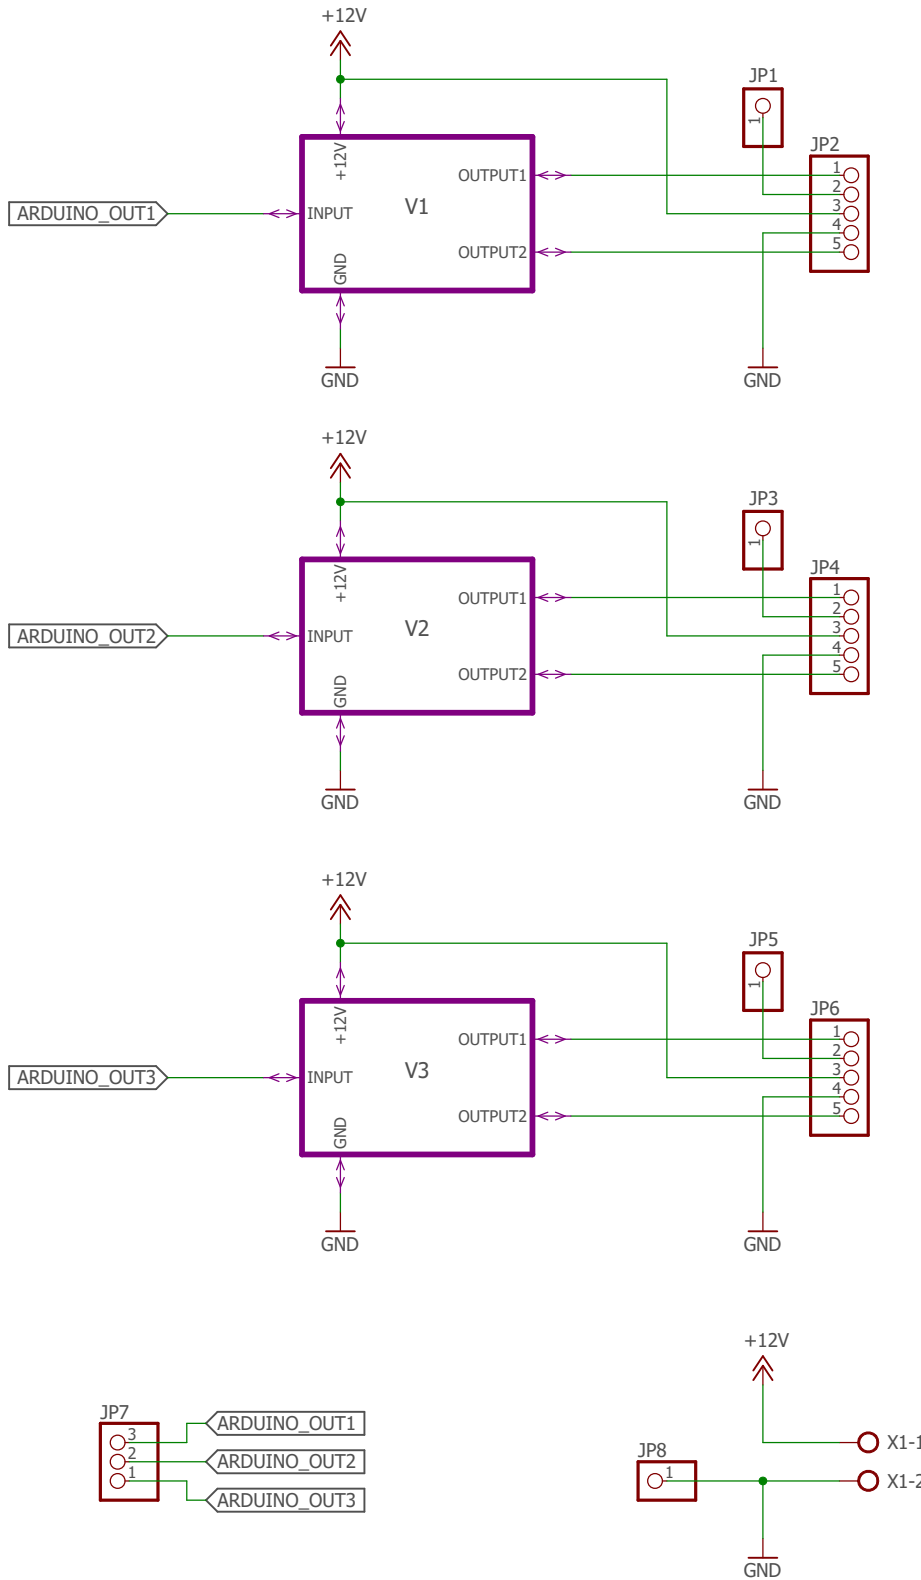 +12V
JP1
1
JP2
+12V
OUTPUT1
1
2
V1
3
ARDUINO_OUT1
INPUT
4
OUTPUT2
5
GND
GND
GND
+12V
JP3
1
JP4
+12V
OUTPUT1
1
2
V2
3
ARDUINO_OUT2
INPUT
4
OUTPUT2
5
GND
GND
GND
+12V
JP5
1
JP6
+12V
OUTPUT1
1
2
V3
3
ARDUINO_OUT3
INPUT
4
OUTPUT2
5
GND
GND
GND
+12V
JP7
3
ARDUINO_OUT1
2
ARDUINO_OUT2
1
ARDUINO_OUT3
X1-1
JP8
1
X1-2
GND